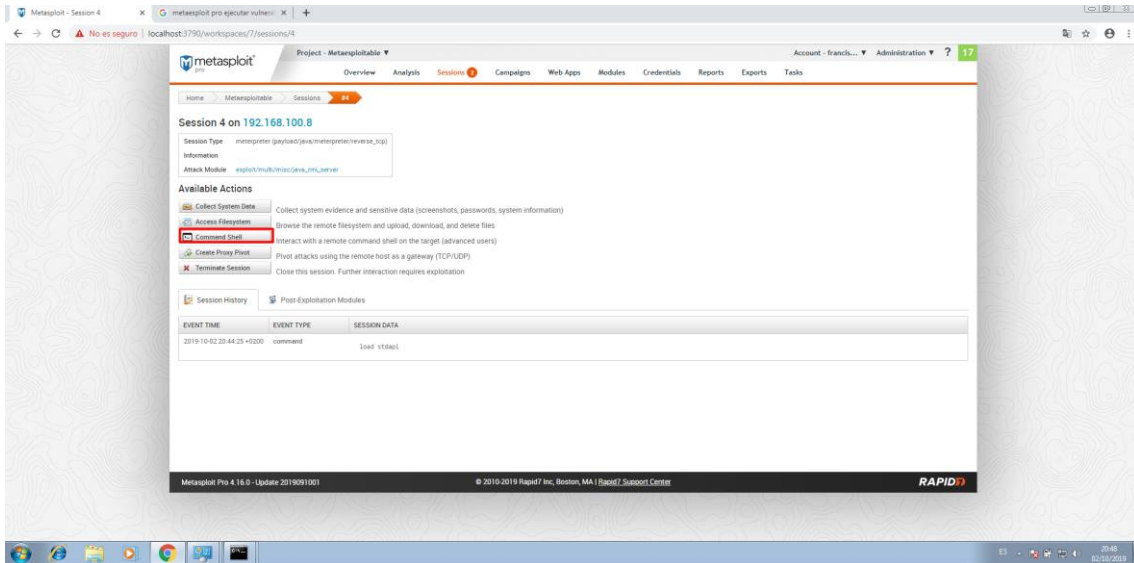 Metasploit - Session 4
metaesploit pro ejecutar vulner
No es seguro | localhost:3790/workspaces/7/sessions/4
metasploit®
pro
Project - Metaesploitable ▼
Account - francis... ▼ Administration ▼ ? 17
Overview Analysis Sessions 2 Campaigns Web Apps Modules Credentials Reports Exports Tasks
Home Metaesploitable Sessions #4
Session 4 on 192.168.100.8
Session Type meterpreter (payload/java/meterpreter/reverse_tcp)
Information
Attack Module exploit/multi/misc/java_rmi_server
Available Actions
Collect System Data Collect system evidence and sensitive data (screenshots, passwords, system information)
Access Filesystem Browse the remote filesystem and upload, download, and delete files
Command Shell Interact with a remote command shell on the target (advanced users)
Create Proxy Pivot Pivot attacks using the remote host as a gateway (TCP/UDP)
Terminate Session Close this session. Further interaction requires exploitation
Session History Post-Exploitation Modules
EVENT TIME EVENT TYPE SESSION DATA
2019-10-02 20:44:25 +0200 command load stdapi
Metasploit Pro 4.16.0 - Update 2019091001 © 2010-2019 Rapid7 Inc, Boston, MA | Rapid7 Support Center RAPID7
ES 20:48
02/10/2019